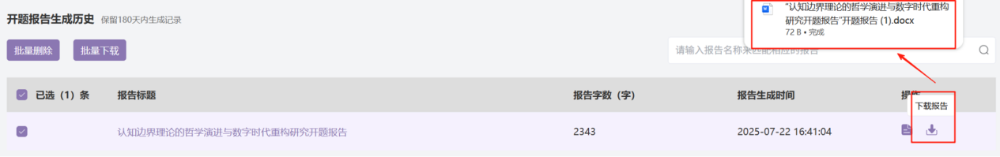 "认知边界理论的哲学演进与数字时代重构
研究开题报告"开题报告 (1).docx
72 B • 完成
开题报告生成历史 保留180天内生成记录
批量删除 批量下载
请输入报告名称来匹配相应的报告
已选（1）条 报告标题 报告字数（字） 报告生成时间 操作
下载报告
认知边界理论的哲学演进与数字时代重构研究开题报告 2343 2025-07-22 16:41:04